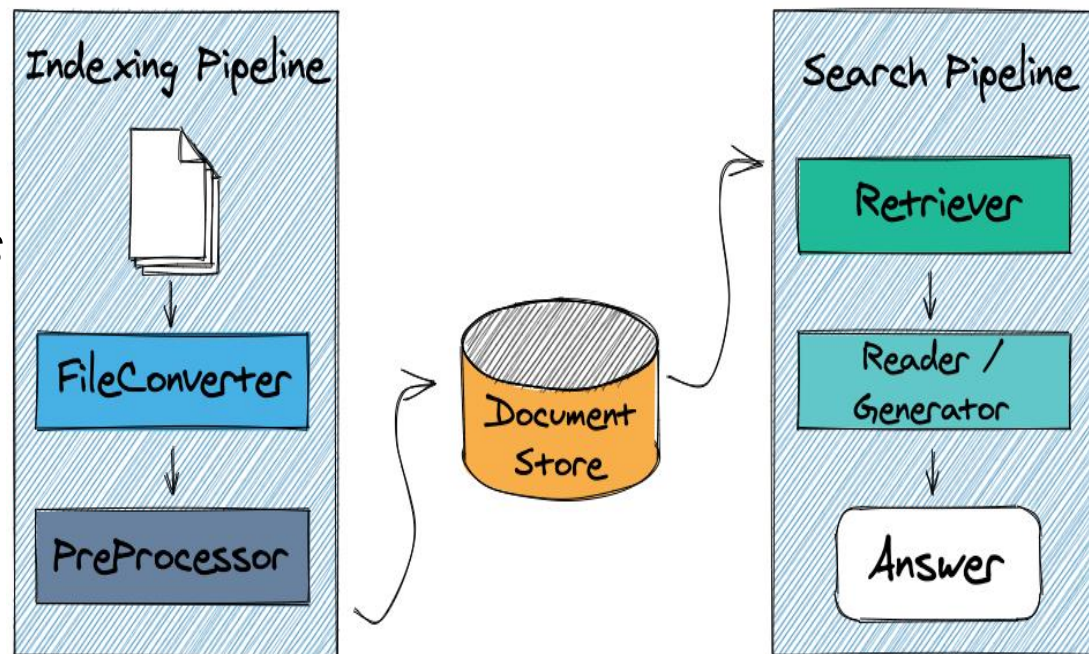 Indexing Pipeline
FileConverter
PreProcessor
Document
Store
Search Pipeline
Retriever
Reader /
Generator
Answer